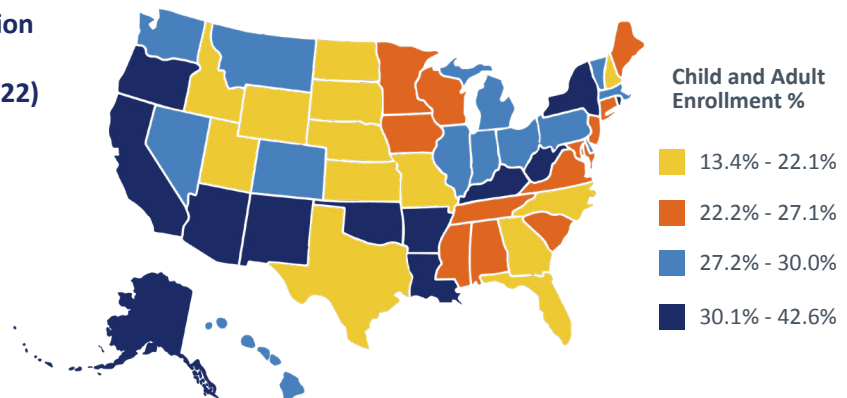 ion
22)
Child and Adult
Enrollment %
13.4% - 22.1%
22.2% - 27.1%
27.2% - 30.0%
30.1% - 42.6%